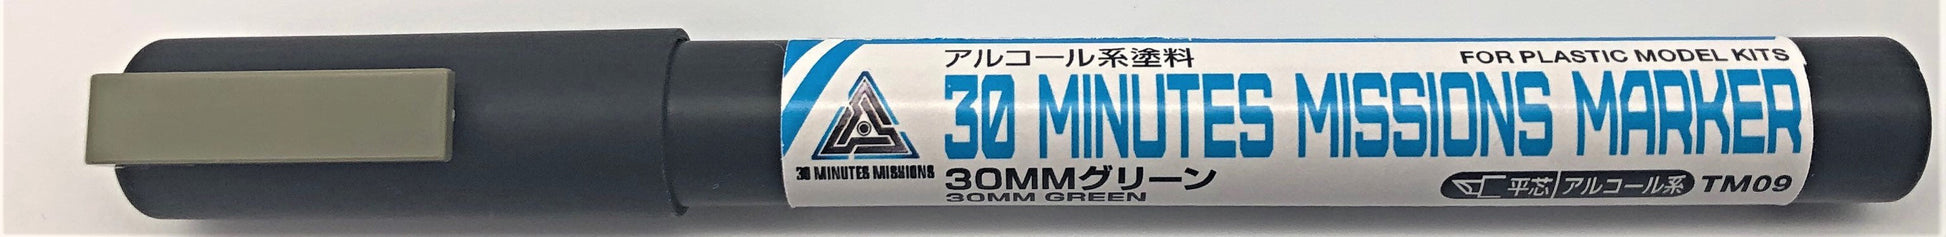 アルコール系塗料
FOR PLASTIC MODEL KITS
30 MINUTES MISSIONS MARKER
30 MINUTES MISSIONS
30MMグリーン
30MM GREEN
平芯 アルコール系 TM09